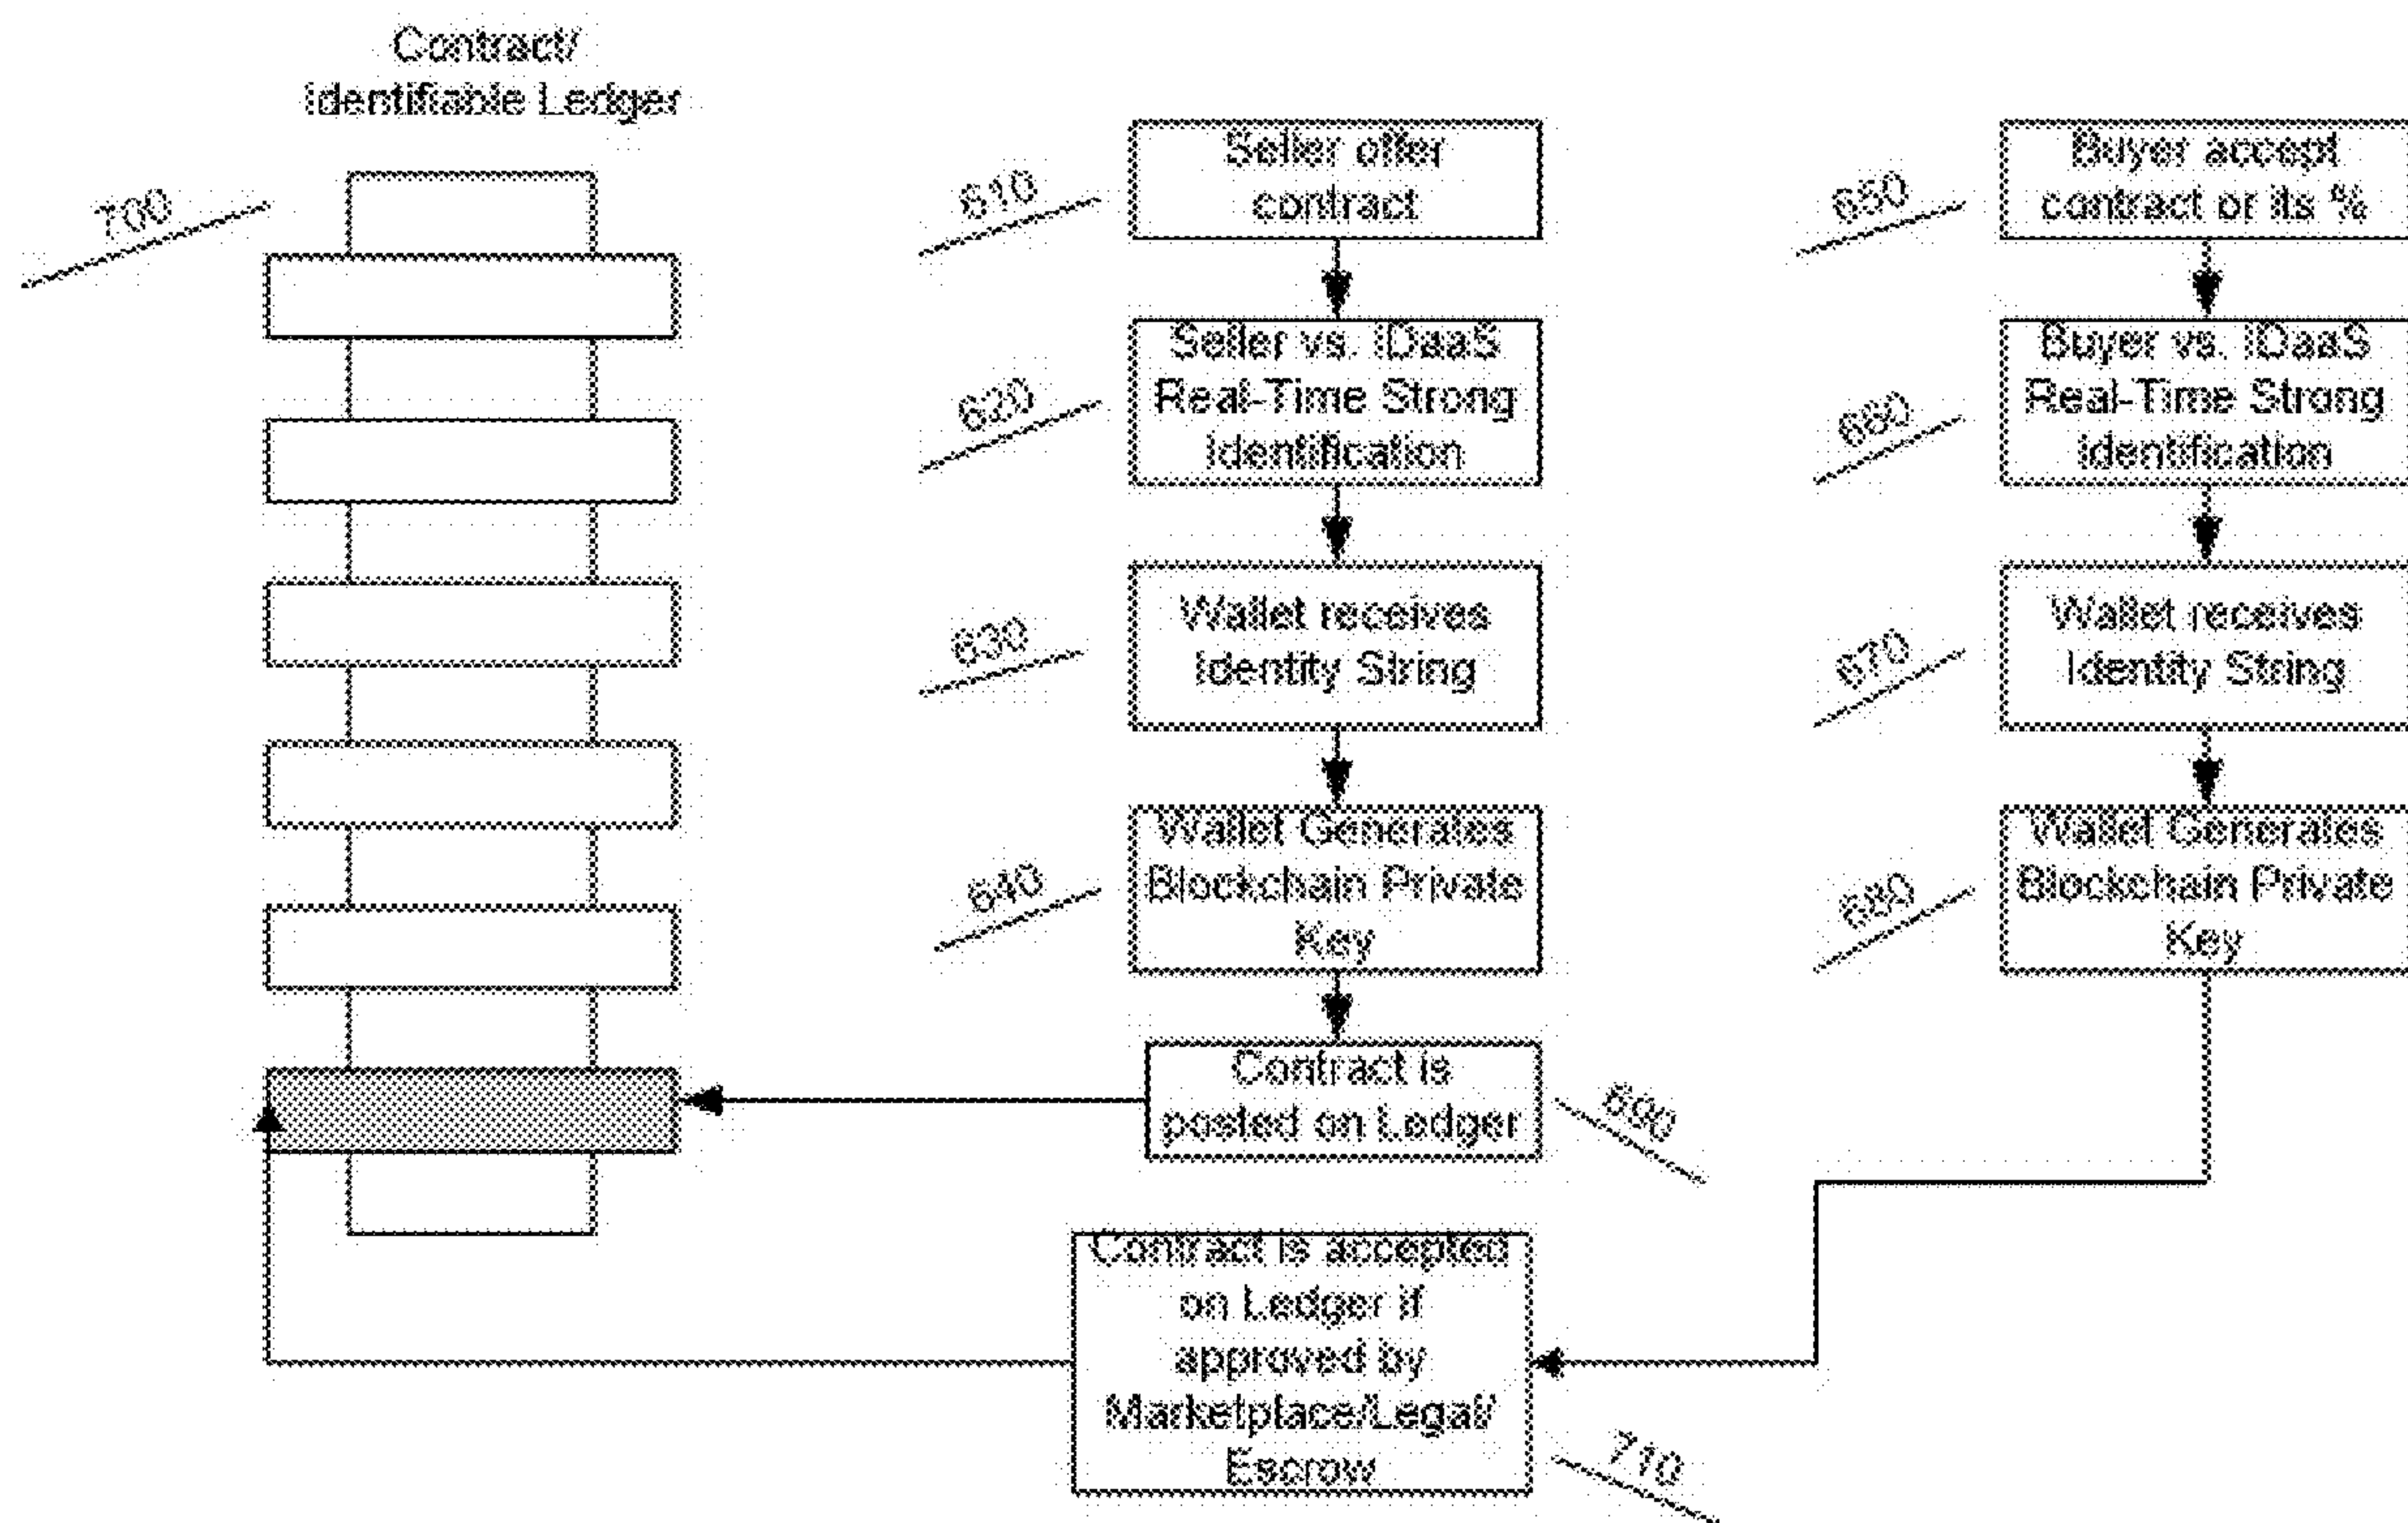 Contract/
Identifiable Ledger
700
610
Seller offer
contract
620
Seller vs. IDaaS
Real-Time Strong
Identification
630
Wallet receives
Identity String
640
Wallet Generates
Blockchain Private
Key
Contract is
posted on Ledger
690
650
Buyer accept
contract or its %
660
Buyer vs. IDaaS
Real-Time Strong
Identification
670
Wallet receives
Identity String
680
Wallet Generates
Blockchain Private
Key
Contract is accepted
on Ledger if
approved by
Marketplace/Legal/
Escrow
710